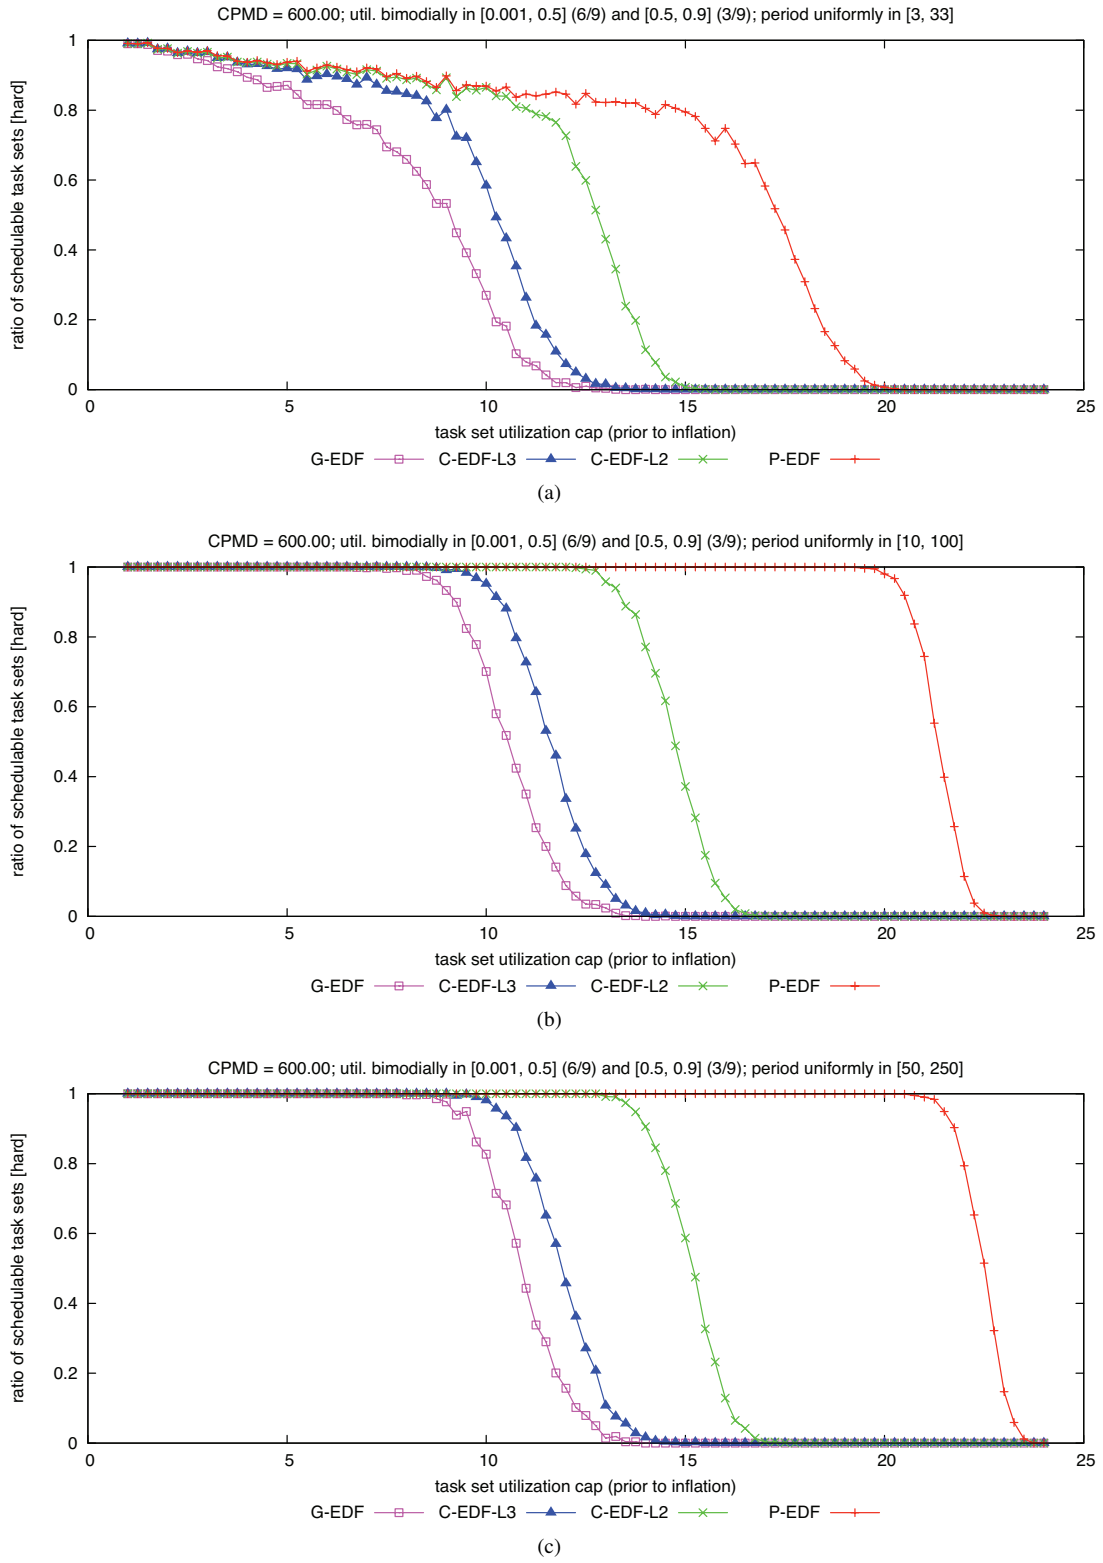 CPMD = 600.00; util. bimodially in [0.001, 0.5] (6/9) and [0.5, 0.9] (3/9); period uniformly in [3, 33]
ratio of schedulable task sets [hard]
1
0.8
0.6
0.4
0.2
0
0 5 10 15 20 25
task set utilization cap (prior to inflation)
G-EDF C-EDF-L3 C-EDF-L2 P-EDF
(a)
CPMD = 600.00; util. bimodially in [0.001, 0.5] (6/9) and [0.5, 0.9] (3/9); period uniformly in [10, 100]
ratio of schedulable task sets [hard]
1
0.8
0.6
0.4
0.2
0
0 5 10 15 20 25
task set utilization cap (prior to inflation)
G-EDF C-EDF-L3 C-EDF-L2 P-EDF
(b)
CPMD = 600.00; util. bimodially in [0.001, 0.5] (6/9) and [0.5, 0.9] (3/9); period uniformly in [50, 250]
ratio of schedulable task sets [hard]
1
0.8
0.6
0.4
0.2
0
0 5 10 15 20 25
task set utilization cap (prior to inflation)
G-EDF C-EDF-L3 C-EDF-L2 P-EDF
(c)